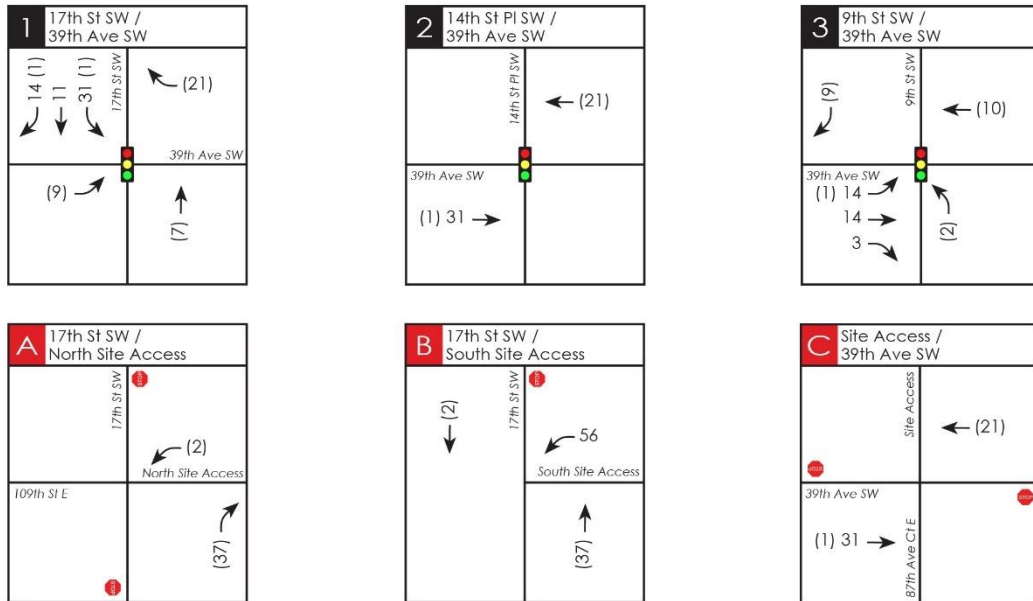 1
17th St SW /
39th Ave SW
14 (1)
11
31 (1)
17th St SW
(21)
39th Ave SW
(9)
(7)
2
14th St Pl SW /
39th Ave SW
14th St Pl SW
(21)
39th Ave SW
(1) 31
3
9th St SW /
39th Ave SW
(9)
9th St SW
(10)
39th Ave SW
(1) 14
14
3
(2)
A
17th St SW /
North Site Access
17th St SW
STOP
(2)
North Site Access
109th St E
(37)
STOP
B
17th St SW /
South Site Access
(2)
17th St SW
STOP
56
South Site Access
(37)
C
Site Access /
39th Ave SW
Site Access
(21)
STOP
39th Ave SW
STOP
(1) 31
87th Ave Ct E